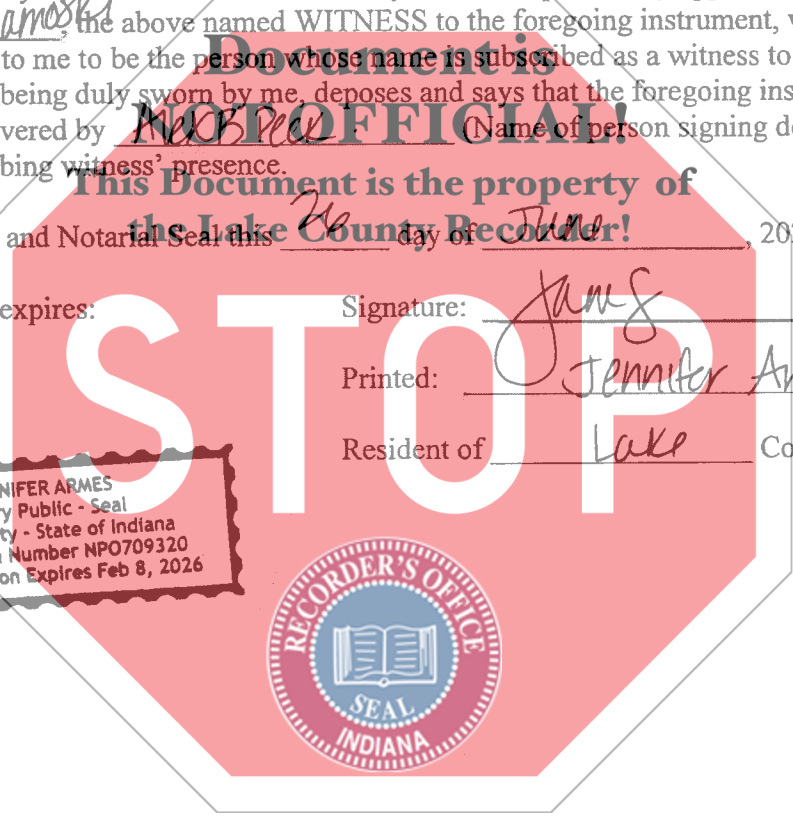 the above named WITNESS to the foregoing instrument,
Document is
to me to be the person whose name is subscribed as a witness to
being duly sworn by me, deposes and says that the foregoing ins
NOT OFFICIAL!
vered by (Name of person signing de
bing witness' presence.
This Document is the property of
the Lake County Recorder!
and Notarial Seal this 26 day of June, 20
expires:
Signature:
STOP
Printed: Jennifer Ar
Resident of Lake Co
NIFER ARMES
y Public - Seal
ty - State of Indiana
Number NP0709320
on Expires Feb 8, 2026
RECORDER'S OFFICE
SEAL
INDIANA